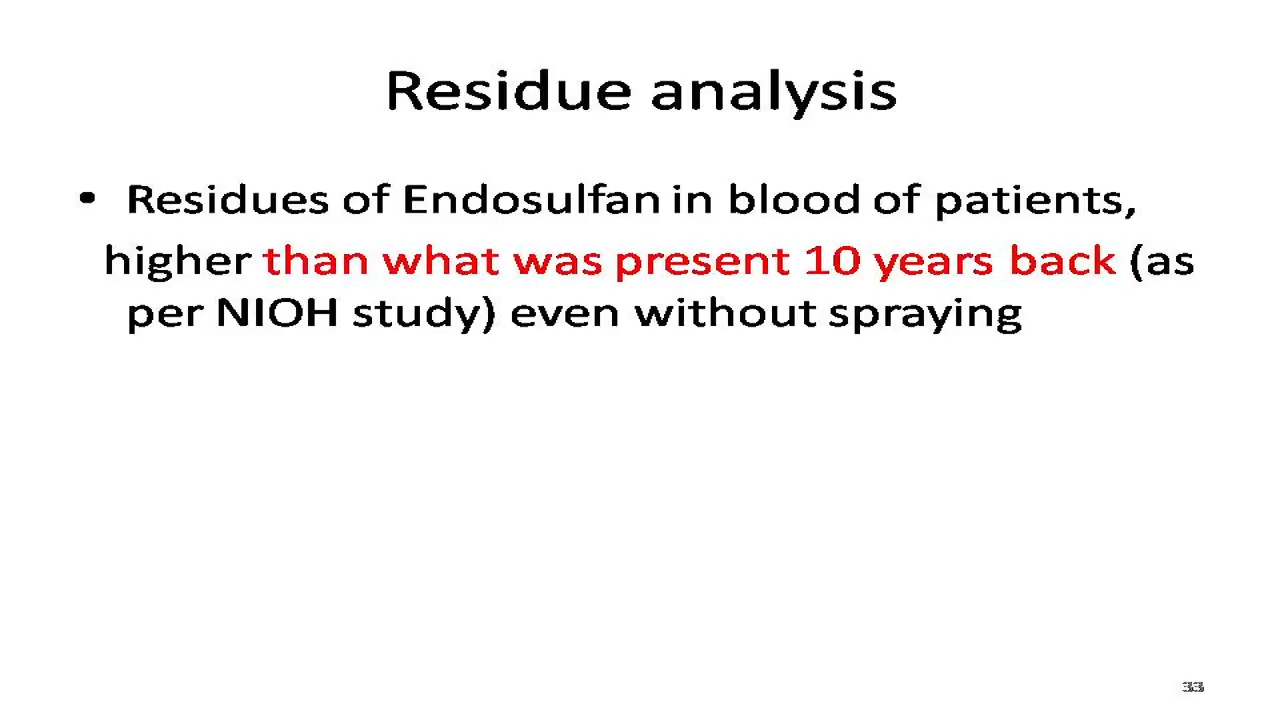 Residue analysis
• Residues of Endosulfan in blood of patients,
higher than what was present 10 years back (as
per NIOH study) even without spraying
33